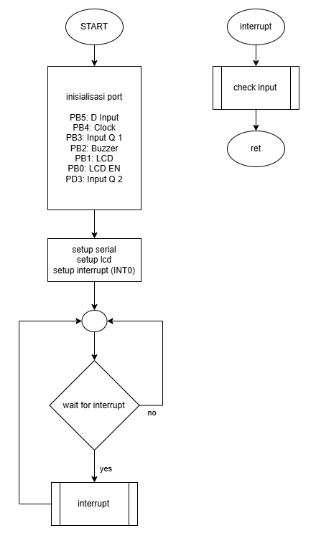 START
inisialisasi port
PB5: D Input
PB4: Clock
PB3: Input Q 1
PB2: Buzzer
PB1: LCD
PB0: LCD EN
PD3: Input Q 2
setup serial
setup lcd
setup interrupt (INT0)
wait for interrupt
no
yes
interrupt
interrupt
check input
ret